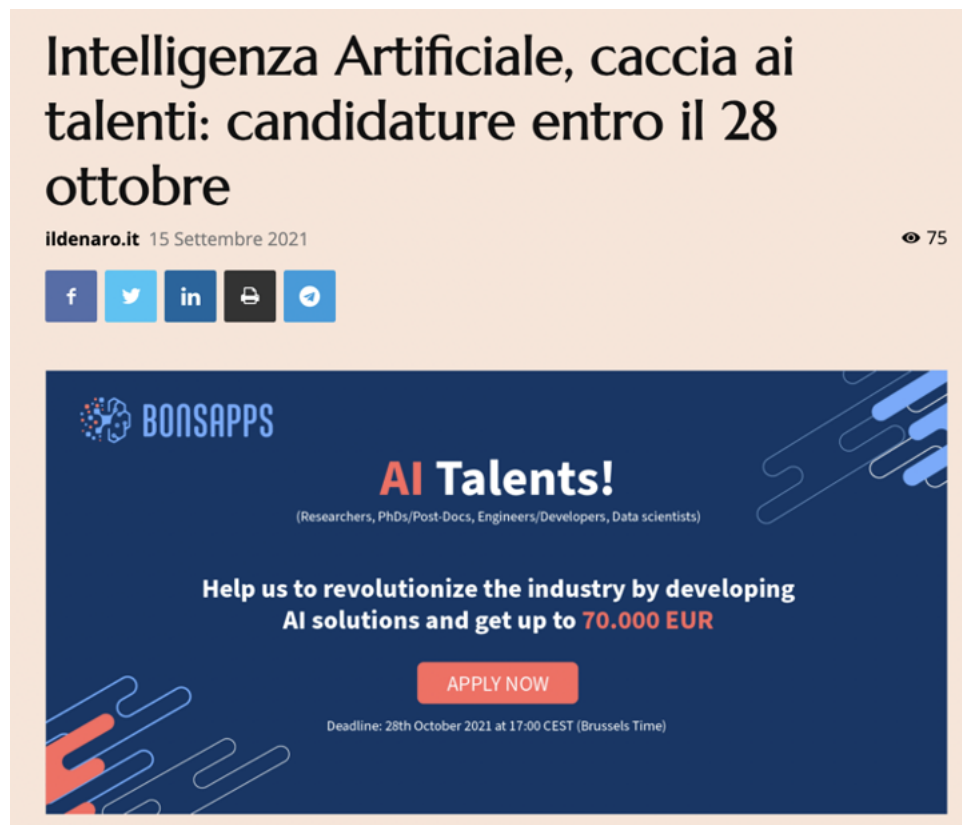 Intelligenza Artificiale, caccia ai
talenti: candidature entro il 28
ottobre
ildenaro.it 15 Settembre 2021 75
f in
BONSAPPS
AI Talents!
(Researchers, PhDs/Post-Docs, Engineers/Developers, Data scientists)
Help us to revolutionize the industry by developing
AI solutions and get up to 70.000 EUR
APPLY NOW
Deadline: 28th October 2021 at 17:00 CEST (Brussels Time)